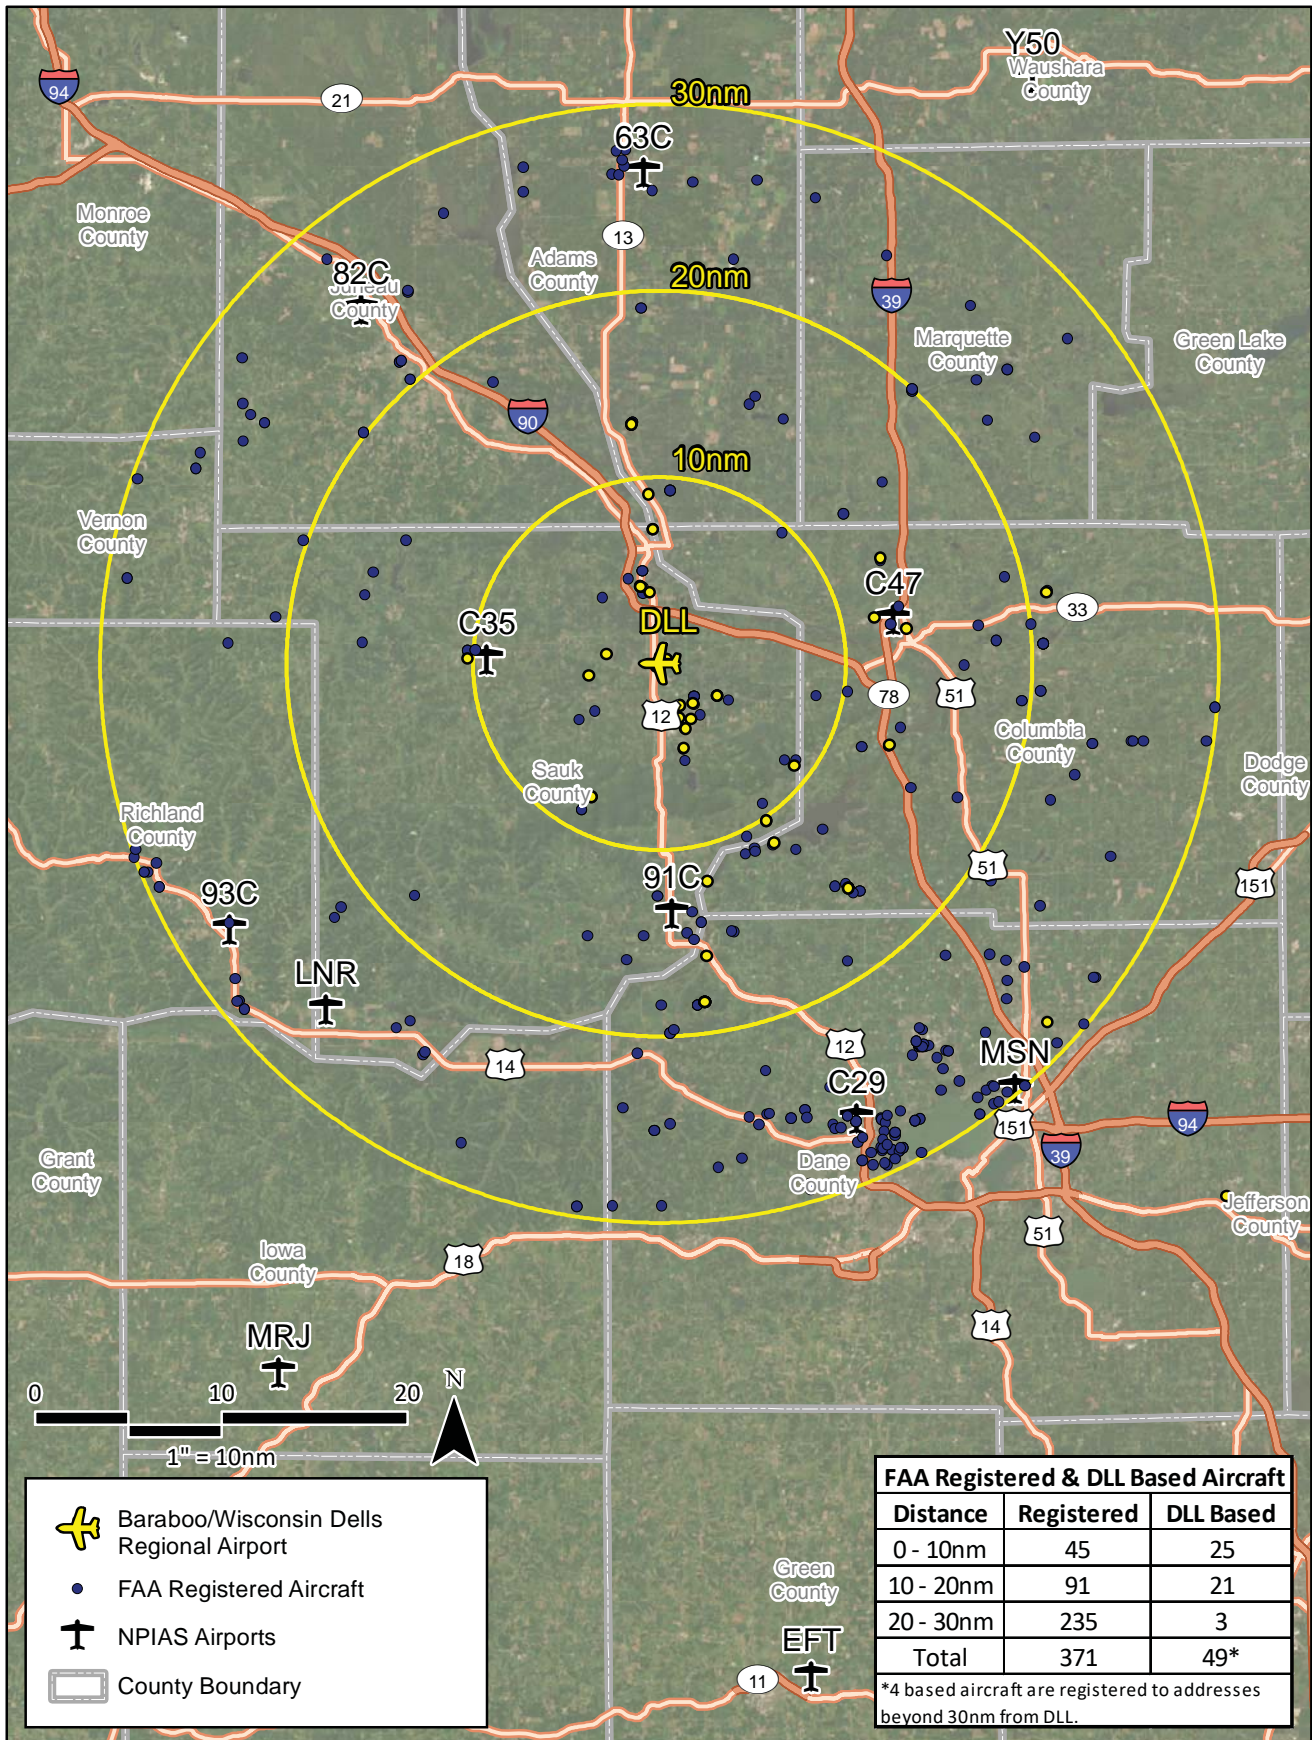 Y50
Waushara
County
94
21
30nm
63C
Monroe
County
13
Adams
County
82C
Juneau
County
20nm
39
Marquette
County
Green Lake
County
90
10nm
Vernon
County
C47
33
C35
DLL
78
51
12
Columbia
County
Dodge
County
Sauk
County
Richland
County
51
151
91C
93C
LNR
12
14
MSN
C29
151
94
39
Grant
County
Dane
County
Jefferson
County
51
Iowa
County
18
14
MRJ
0 10 20
N
1" = 10nm
Baraboo/Wisconsin Dells
Regional Airport
FAA Registered Aircraft
NPIAS Airports
County Boundary
Green
County
EFT
11
FAA Registered & DLL Based Aircraft
Distance Registered DLL Based
0 - 10nm 45 25
10 - 20nm 91 21
20 - 30nm 235 3
Total 371 49*
*4 based aircraft are registered to addresses
beyond 30nm from DLL.